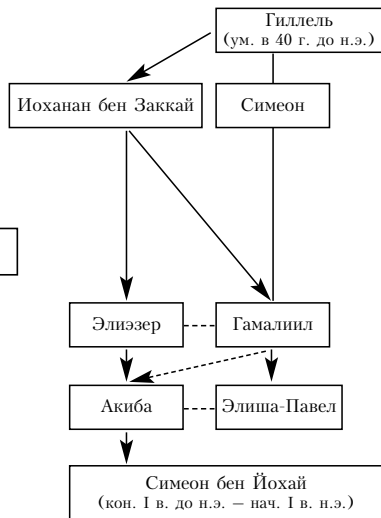 Гиллель
(ум. в 40 г. до н.э.)
Иоханан бен Заккай
Симеон
Элиэзер
Гамалиил
Акиба
Элиша-Павел
Симеон бен Йохай
(кон. I в. до н.э. – нач. I в. н.э.)